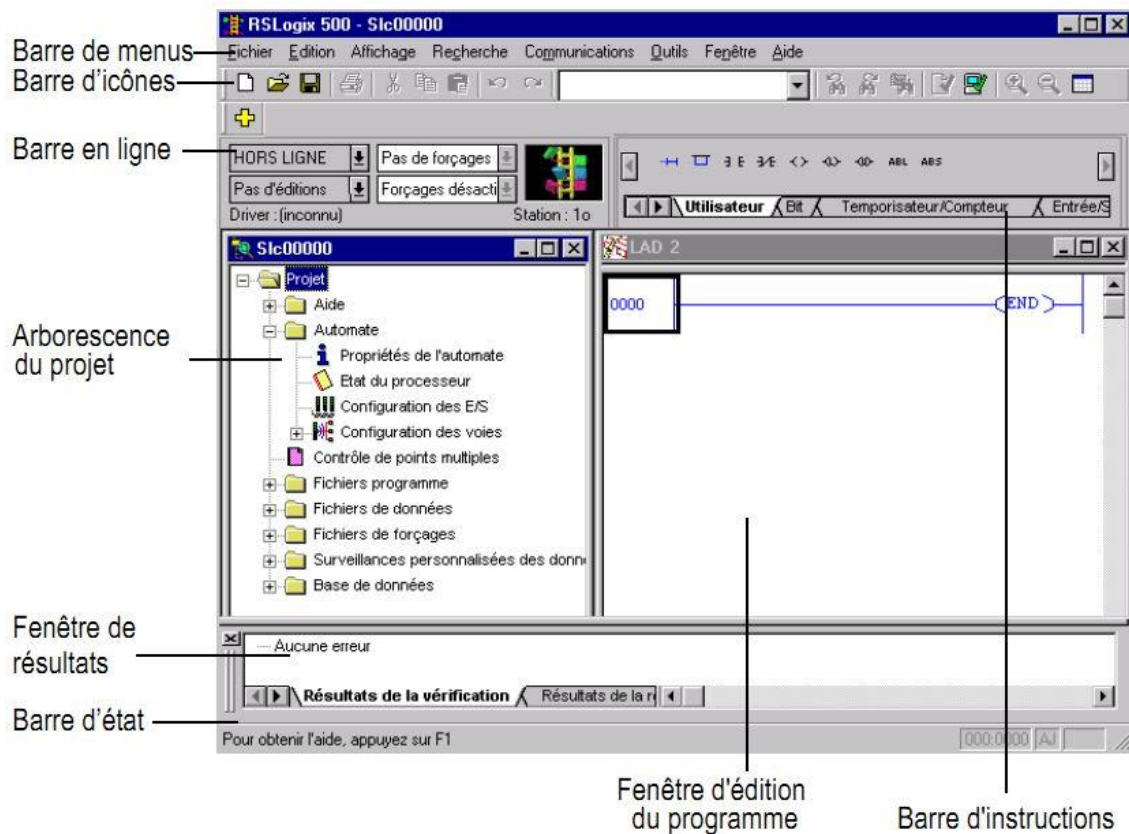 RSLogix 500 - Slc00000
Barre de menus
Fichier Edition Affichage Recherche Communications Outils Fenêtre Aide
Barre d'icônes
Barre en ligne
HORS LIGNE
Pas de forçages
Pas d'éditions
Forçages désacti
Driver : (inconnu)
Station : 1o
ABL ABS
Utilisateur
Bit
Temporisateur/Compteur
Entrée/S
Slc00000
LAD 2
Projet
Aide
Automate
Propriétés de l'automate
Etat du processeur
Configuration des E/S
Configuration des voies
Contrôle de points multiples
Fichiers programme
Fichiers de données
Fichiers de forçages
Surveillances personnalisées des donn
Base de données
0000
END
Arborescence
du projet
Fenêtre de
résultats
Aucune erreur
Résultats de la vérification
Résultats de la r
Barre d'état
Pour obtenir l'aide, appuyez sur F1
000:0000 AJ
Fenêtre d'édition
du programme
Barre d'instructions